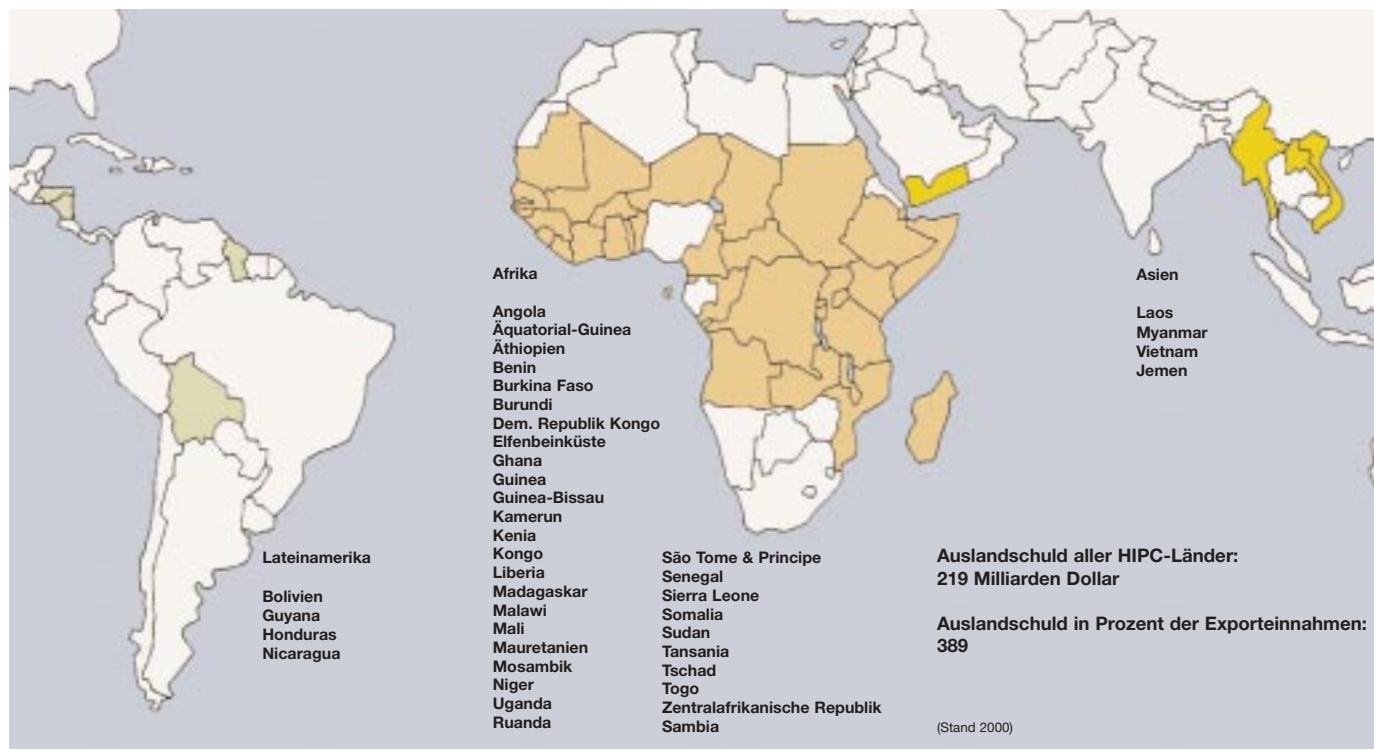 Lateinamerika
Bolivien
Guyana
Honduras
Nicaragua
Afrika
Angola
Äquatorial-Guinea
Äthiopien
Benin
Burkina Faso
Burundi
Dem. Republik Kongo
Elfenbeinküste
Ghana
Guinea
Guinea-Bissau
Kamerun
Kenia
Kongo
Liberia
Madagaskar
Malawi
Mali
Mauretanien
Mosambik
Niger
Uganda
Ruanda
São Tome & Principe
Senegal
Sierra Leone
Somalia
Sudan
Tansania
Tschad
Togo
Zentralafrikanische Republik
Sambia
Asien
Laos
Myanmar
Vietnam
Jemen
Auslandschuld aller HIPC-Länder:
219 Milliarden Dollar
Auslandschuld in Prozent der Exporteinnahmen:
389
(Stand 2000)